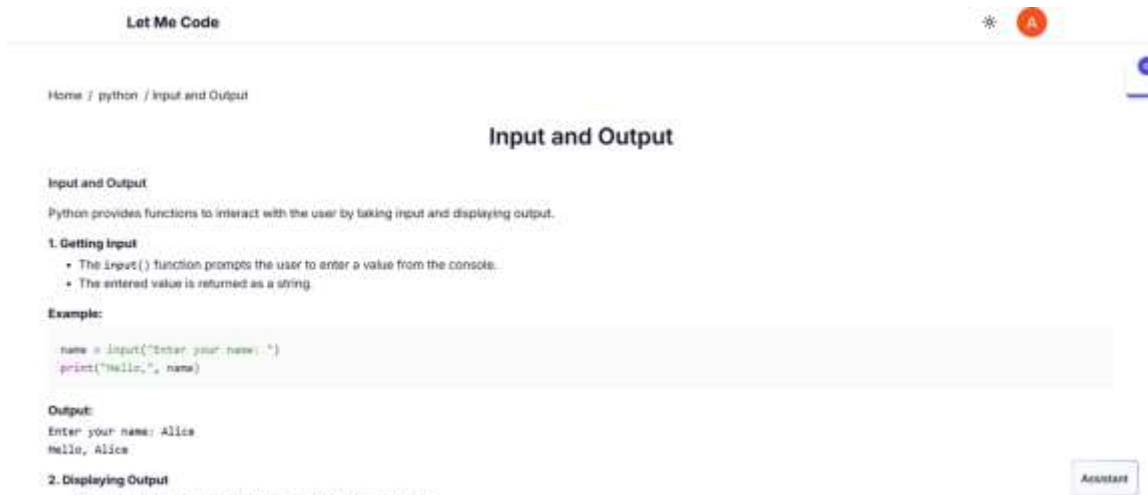 Let Me Code
A
Home / python / Input and Output
Input and Output
Input and Output
Python provides functions to interact with the user by taking input and displaying output.
1. Getting Input
• The input() function prompts the user to enter a value from the console.
• The entered value is returned as a string.
Example:
name = input("Enter your name: ")
print("Hello,", name)
Output:
Enter your name: Alice
Hello, Alice
2. Displaying Output
Assistant